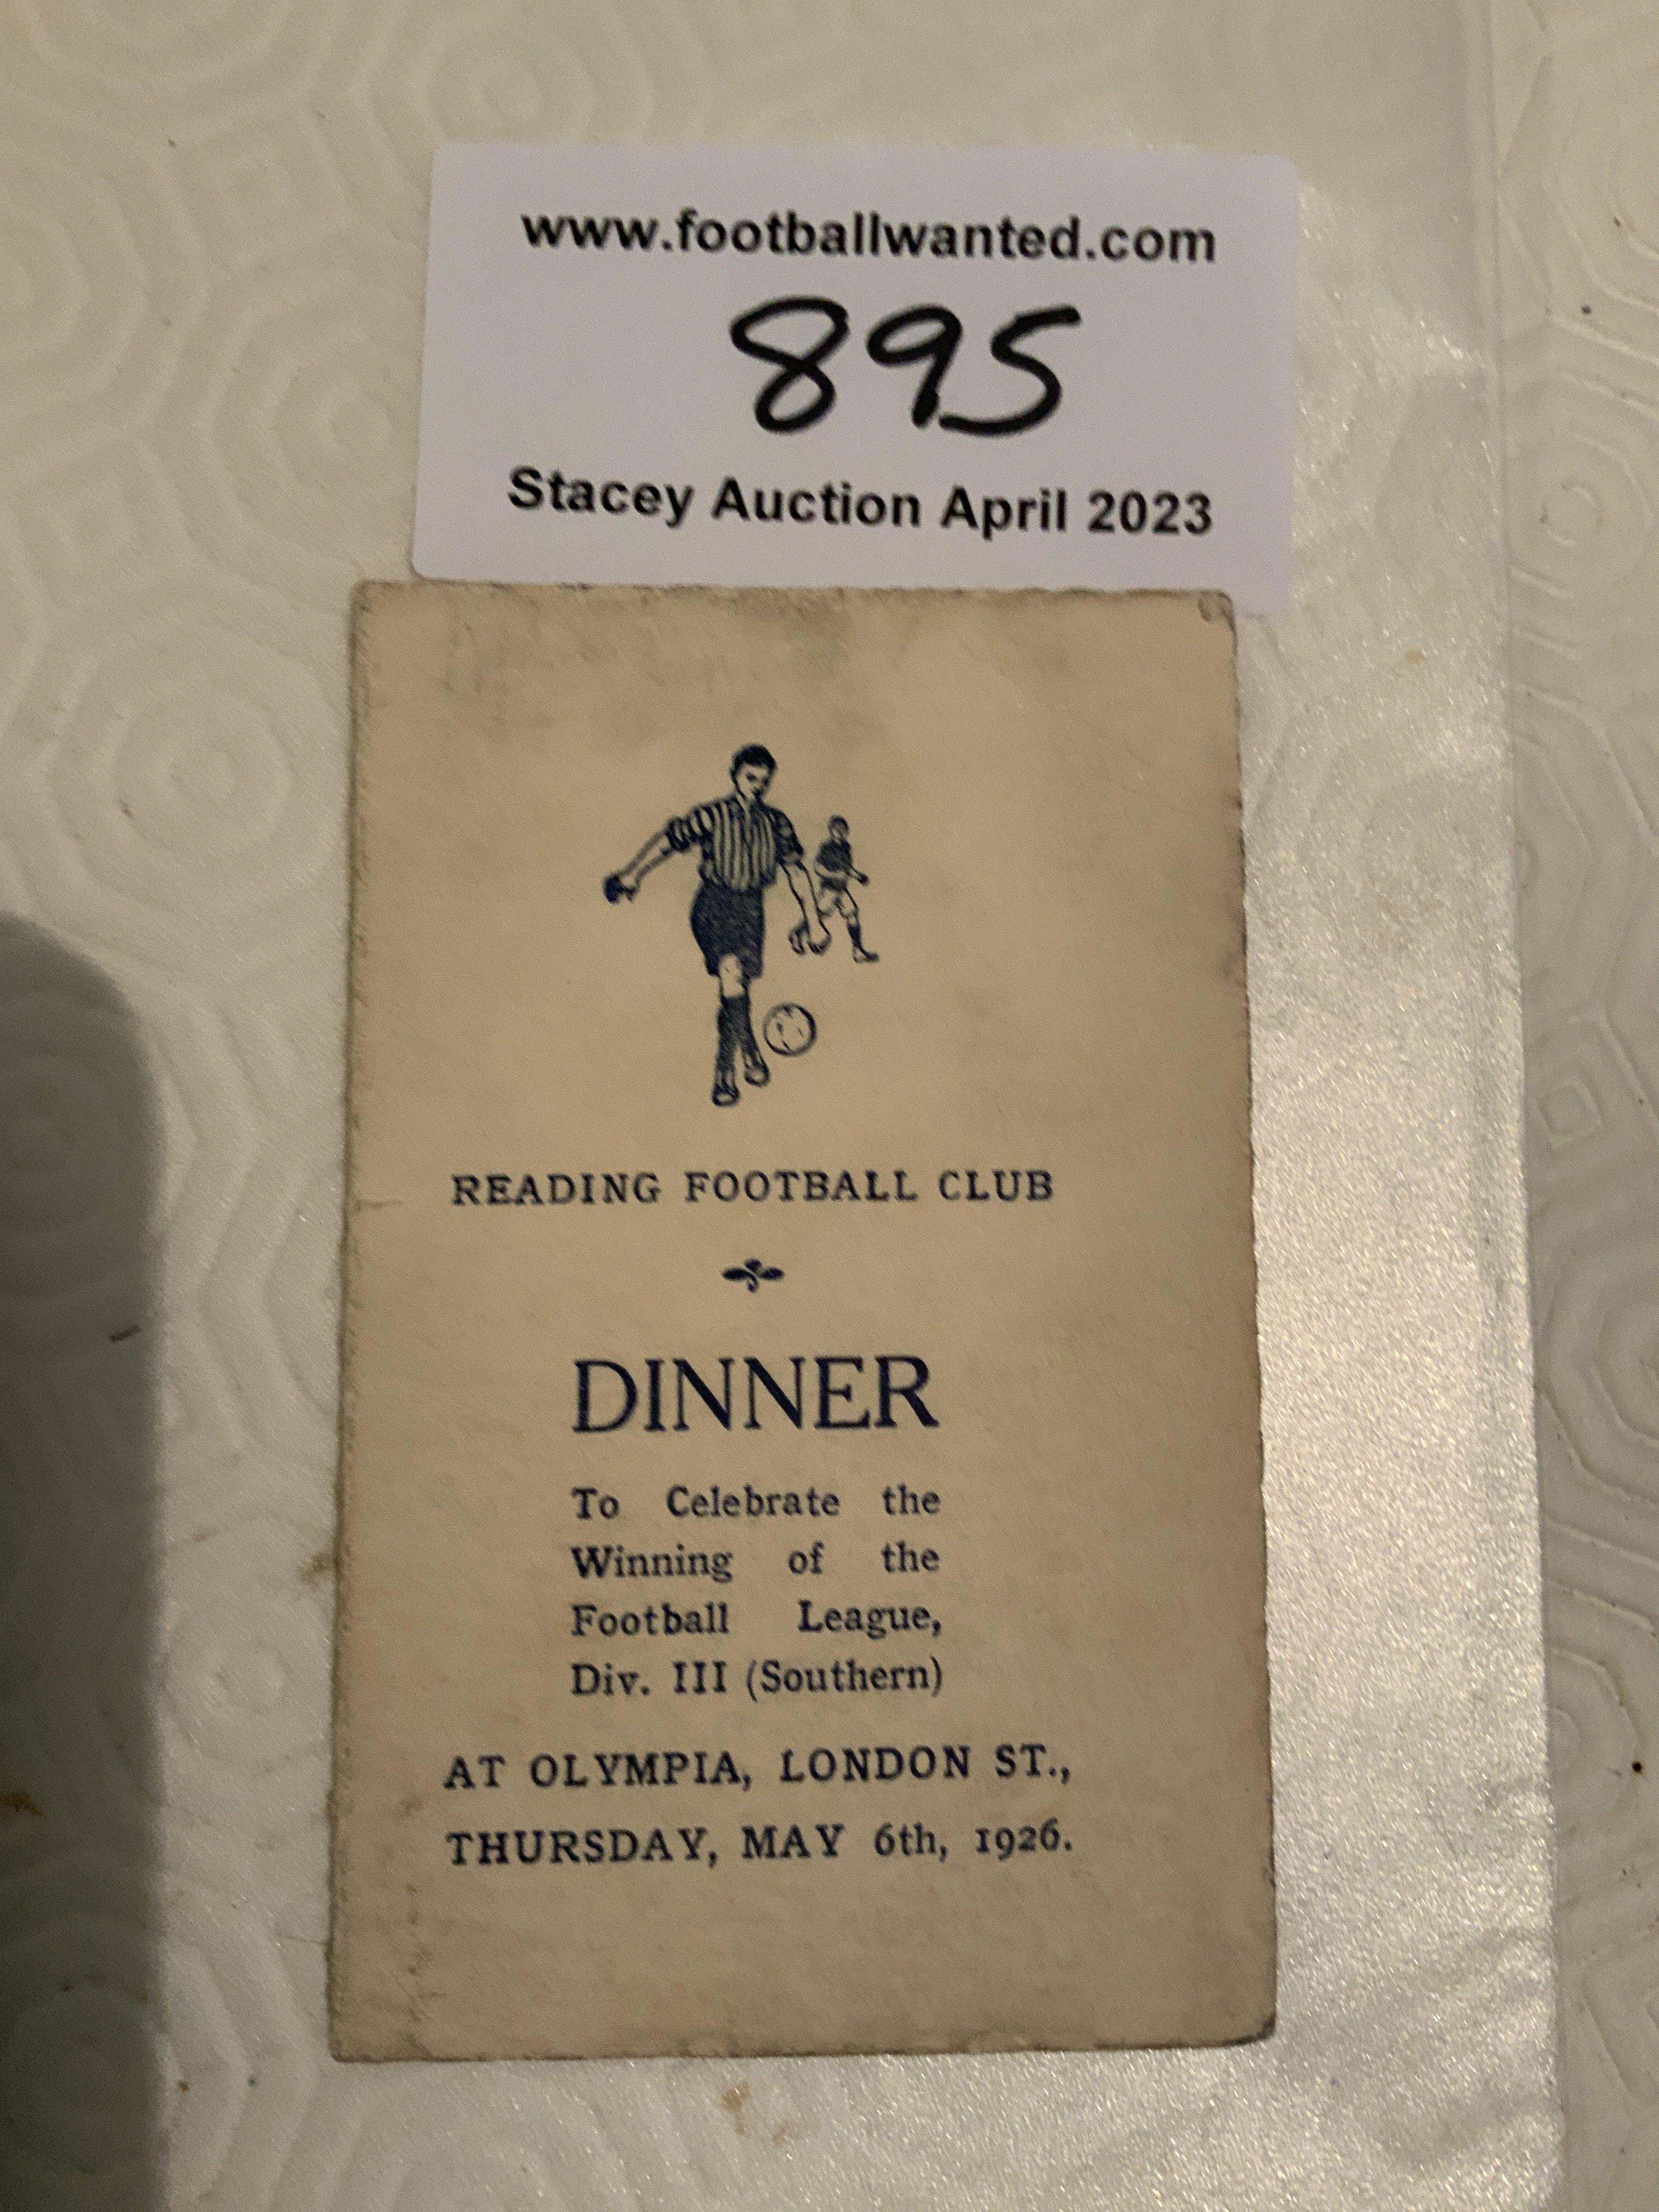 www.footballwanted.com
895
Stacey Auction April 2023
READING FOOTBALL CLUB
DINNER
To Celebrate the
Winning of the
Football League,
Div. III (Southern)
AT OLYMPIA, LONDON ST.,
THURSDAY, MAY 6th, 1926.